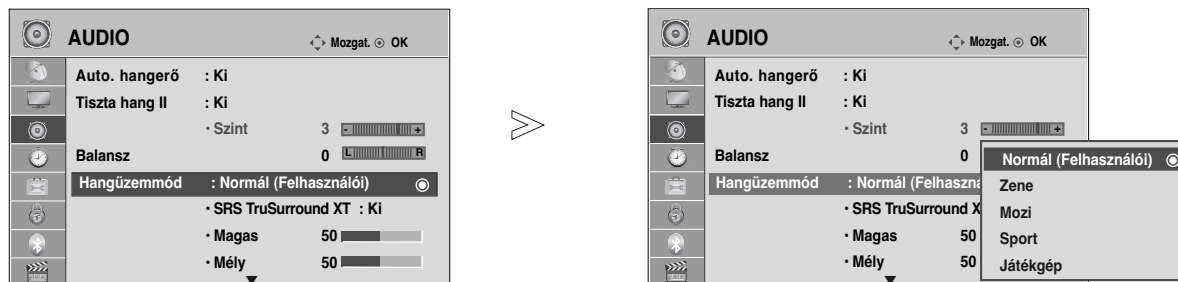 AUDIO Mozgat. OK
Auto. hangerő : Ki
Tiszta hang II : Ki
• Szint 3 - +
Balansz 0 L R
Hangüzemmód : Normál (Felhasználói)
• SRS TruSurround XT : Ki
• Magas 50
• Mély 50
>
AUDIO Mozgat. OK
Auto. hangerő : Ki
Tiszta hang II : Ki
• Szint 3 - +
Balansz 0
Hangüzemmód : Normál (Felhaszná
• SRS TruSurround X
• Magas 50
• Mély 50
Normál (Felhasználói)
Zene
Mozi
Sport
Játékgép